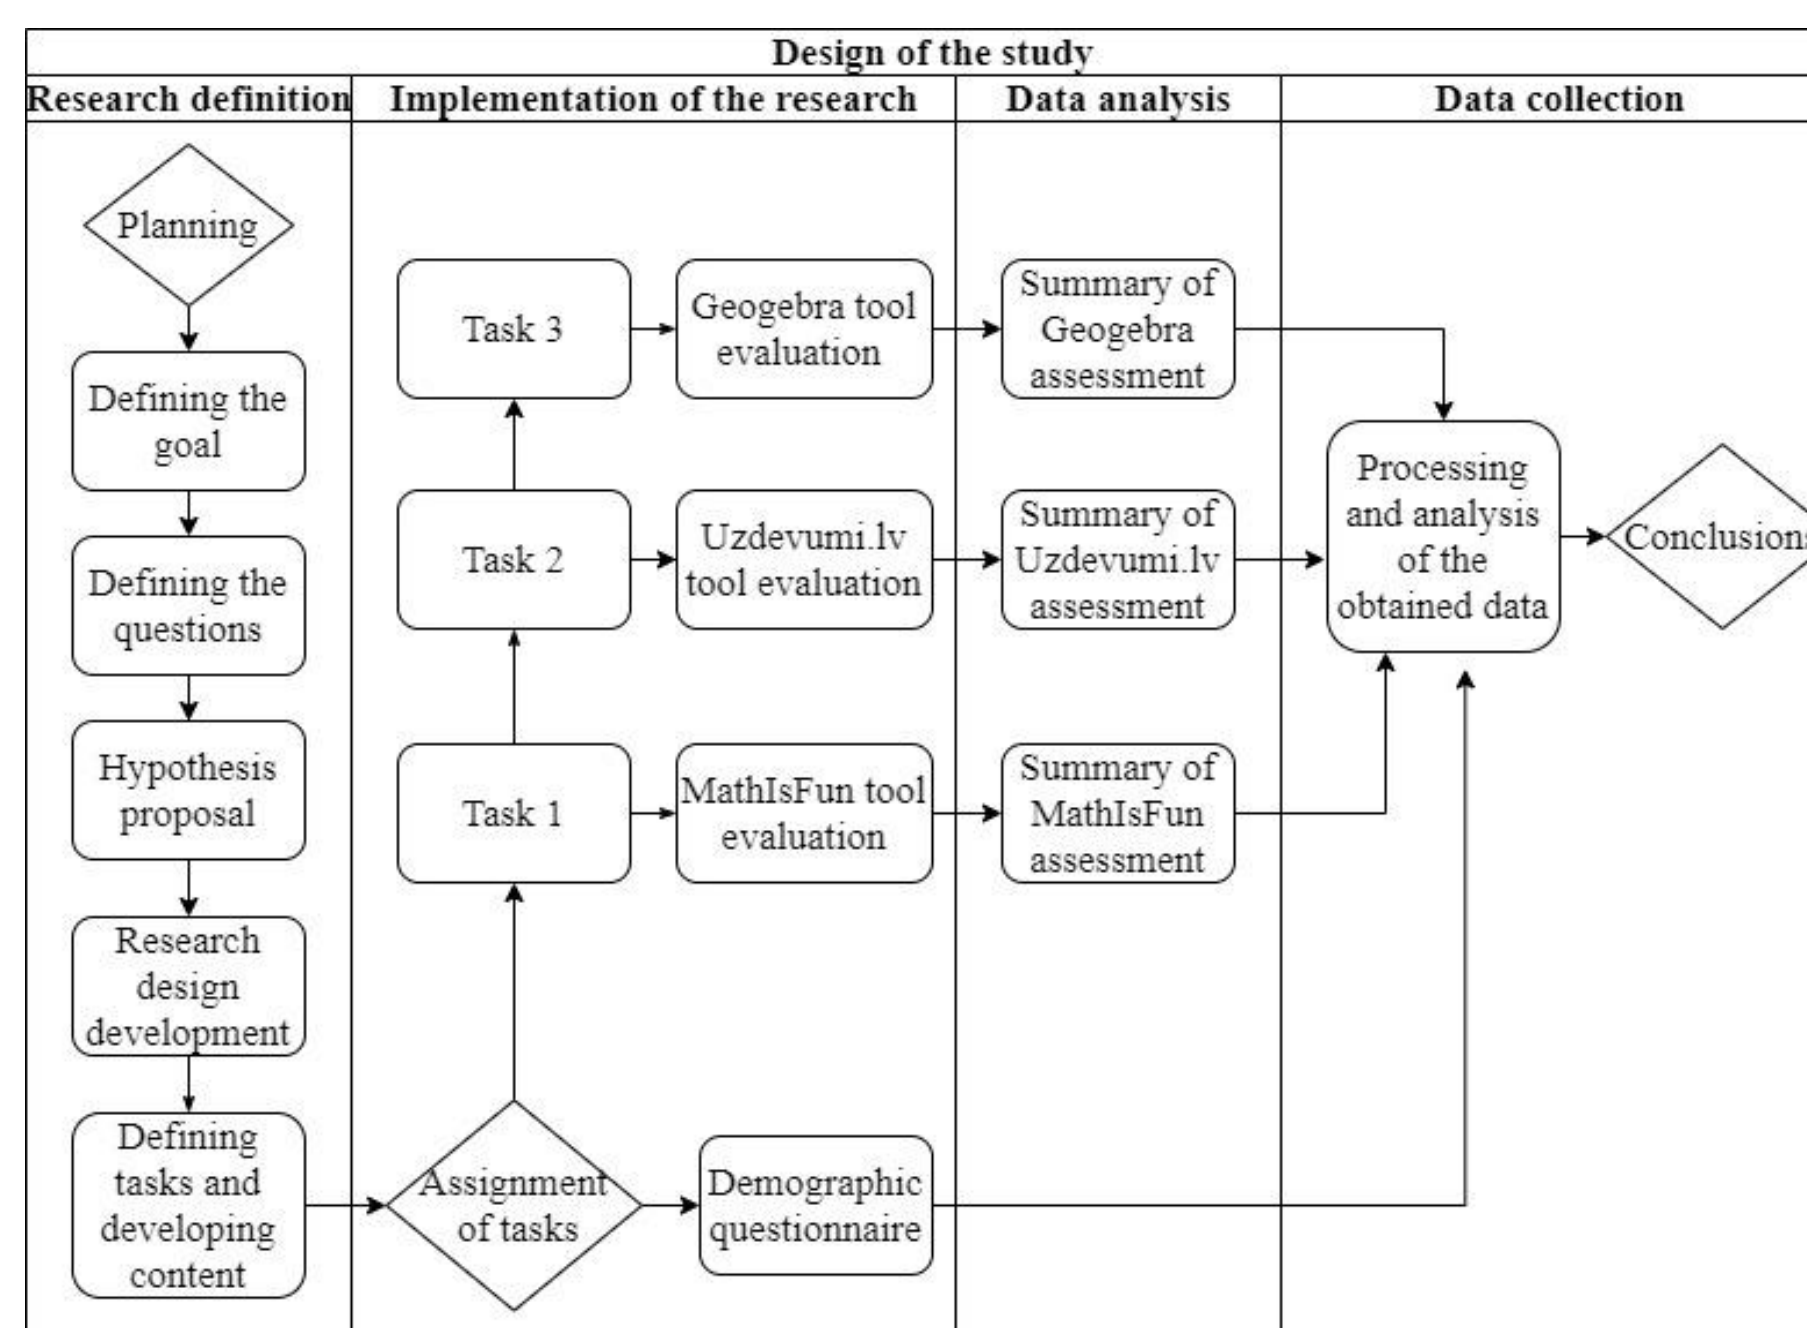 Design of the study
Research definition
Implementation of the research
Data analysis
Data collection
Planning
Defining the
goal
Defining the
questions
Hypothesis
proposal
Research
design
development
Defining
tasks and
developing
content
Task 3
Geogebra tool
evaluation
Task 2
Uzdevumi.lv
tool evaluation
Task 1
MathIsFun tool
evaluation
Assignment
of tasks
Demographic
questionnaire
Summary of
Geogebra
assessment
Summary of
Uzdevumi.lv
assessment
Summary of
MathIsFun
assessment
Processing
and analysis
of the
obtained data
Conclusions